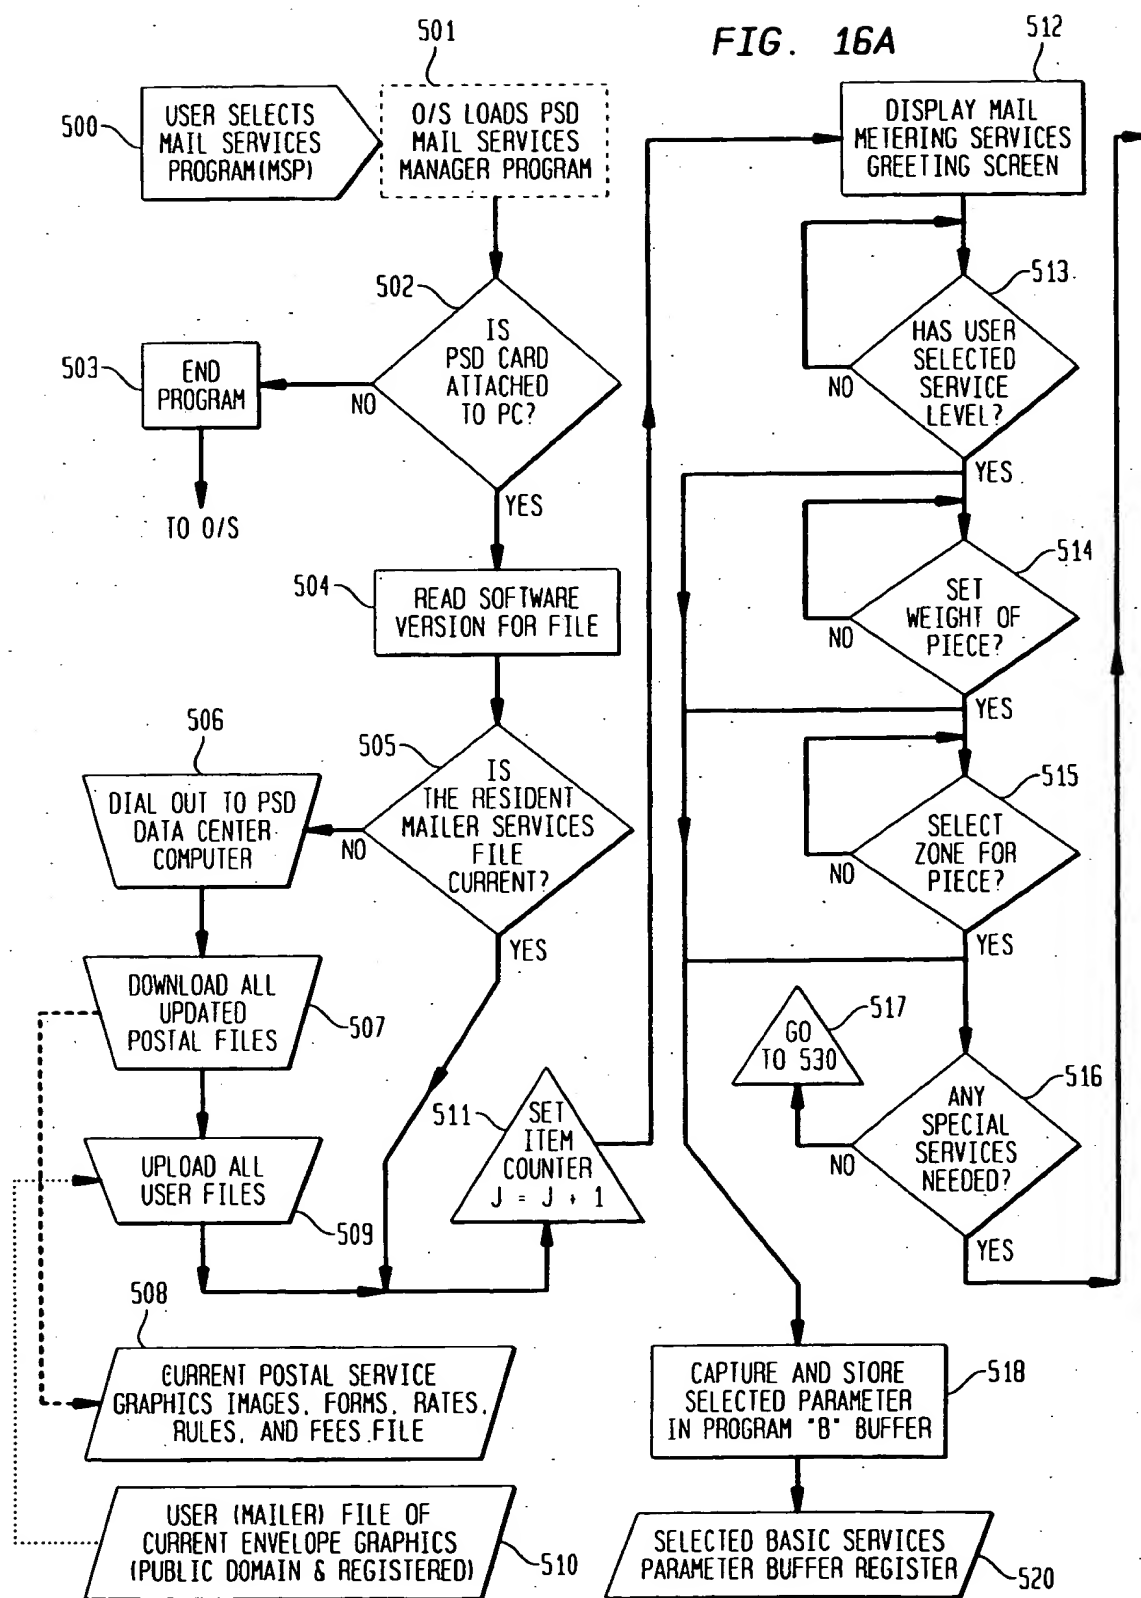 FIG. 16A
500
USER SELECTS
MAIL SERVICES
PROGRAM(MSP)
501
O/S LOADS PSD
MAIL SERVICES
MANAGER PROGRAM
502
IS
PSD CARD
ATTACHED
TO PC?
NO
YES
503
END
PROGRAM
TO O/S
504
READ SOFTWARE
VERSION FOR FILE
505
IS
THE RESIDENT
MAILER SERVICES
FILE
CURRENT?
NO
YES
506
DIAL OUT TO PSD
DATA CENTER
COMPUTER
DOWNLOAD ALL
UPDATED
POSTAL FILES
507
UPLOAD ALL
USER FILES
509
508
CURRENT POSTAL SERVICE
GRAPHICS IMAGES, FORMS, RATES,
RULES, AND FEES FILE
USER (MAILER) FILE OF
CURRENT ENVELOPE GRAPHICS
(PUBLIC DOMAIN & REGISTERED)
510
511
SET
ITEM
COUNTER
J = J + 1
512
DISPLAY MAIL
METERING SERVICES
GREETING SCREEN
513
HAS USER
SELECTED
SERVICE
LEVEL?
NO
YES
514
SET
WEIGHT OF
PIECE?
NO
YES
515
SELECT
ZONE FOR
PIECE?
NO
YES
516
ANY
SPECIAL
SERVICES
NEEDED?
NO
YES
517
GO
TO 530
CAPTURE AND STORE
SELECTED PARAMETER
IN PROGRAM "B" BUFFER
518
SELECTED BASIC SERVICES
PARAMETER BUFFER REGISTER
520